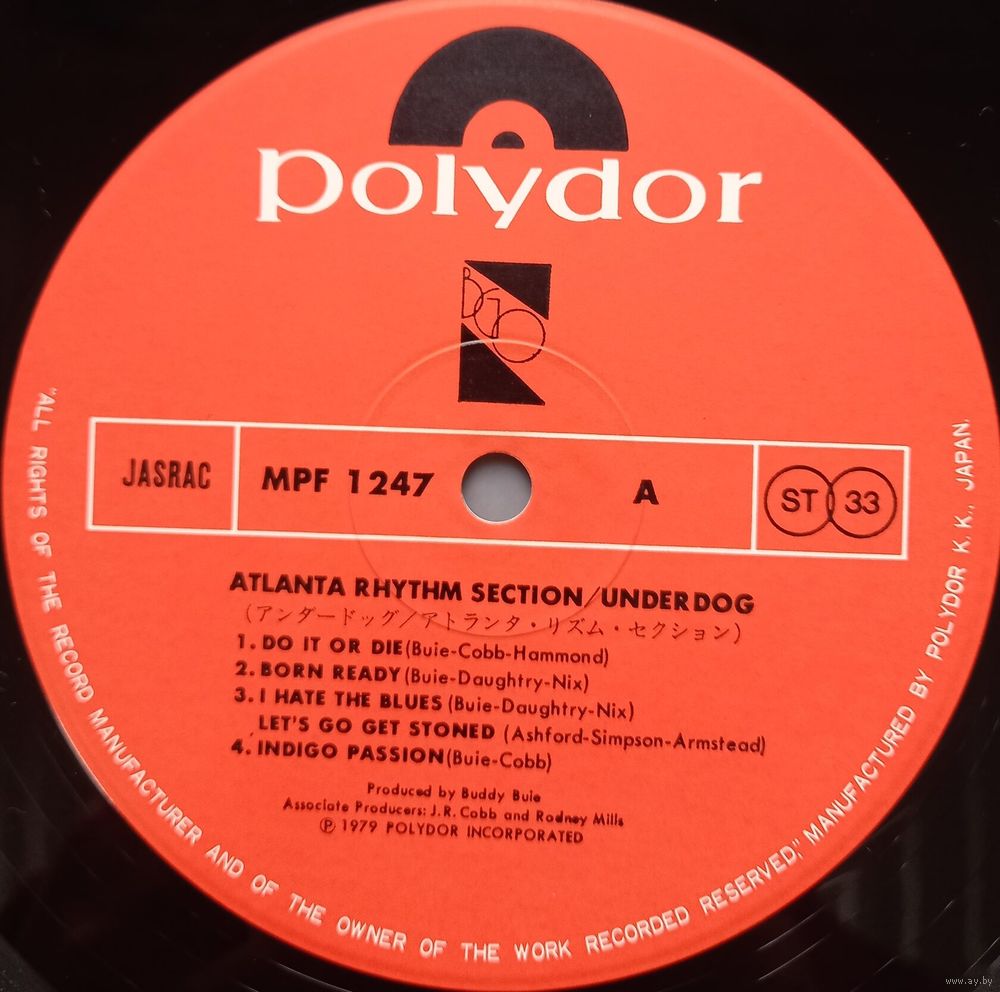 polydor
BGO
JASRAC
MPF 1247
A
ST 33
ATLANTA RHYTHM SECTION/UNDERDOG
(アンダードッグ/アトランタ・リズム・セクション)
1. DO IT OR DIE (Buie-Cobb-Hammond)
2. BORN READY (Buie-Daughtry-Nix)
3. I HATE THE BLUES (Buie-Daughtry-Nix)
LET'S GO GET STONED (Ashford-Simpson-Armstead)
4. INDIGO PASSION (Buie-Cobb)
Produced by Buddy Buie
Associate Producers: J.R. Cobb and Rodney Mills
Ⓟ 1979 POLYDOR INCORPORATED
"ALL RIGHTS OF THE RECORD MANUFACTURER AND OF THE OWNER OF THE WORK RECORDED RESERVED," MANUFACTURED BY POLYDOR K.K., JAPAN.
www.ay.by